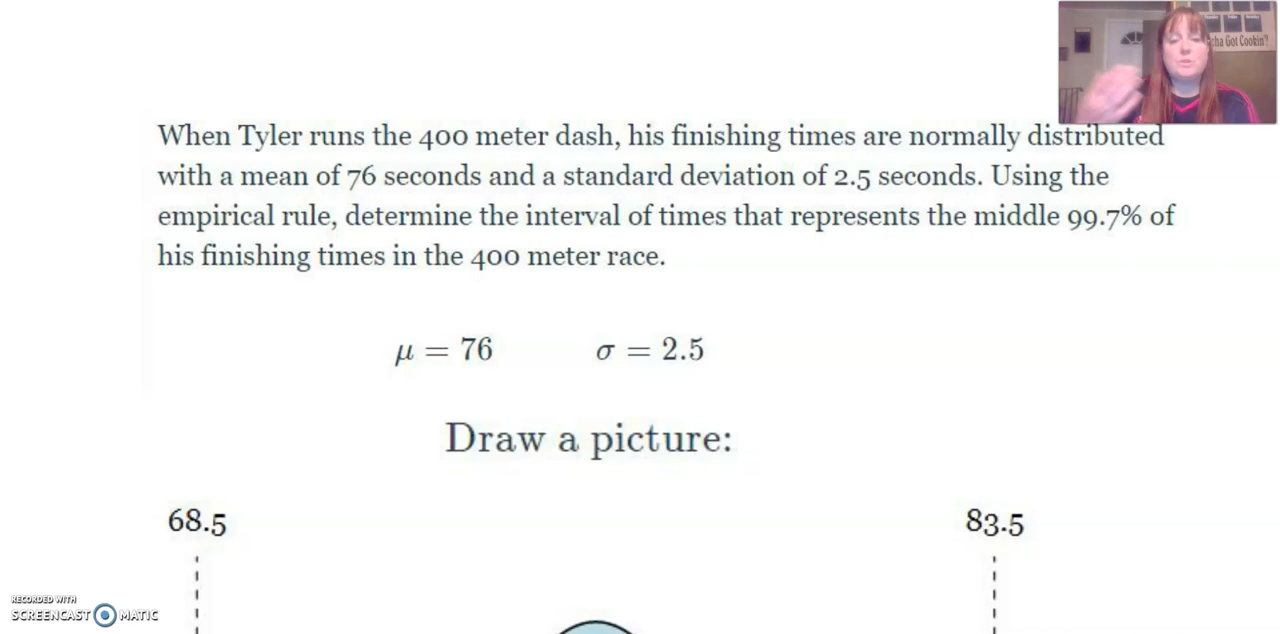 cha Got Cookin'!
When Tyler runs the 400 meter dash, his finishing times are normally distributed
with a mean of 76 seconds and a standard deviation of 2.5 seconds. Using the
empirical rule, determine the interval of times that represents the middle 99.7% of
his finishing times in the 400 meter race.
μ = 76 σ = 2.5
Draw a picture:
68.5 83.5
RECORDED WITH
SCREENCAST MATIC